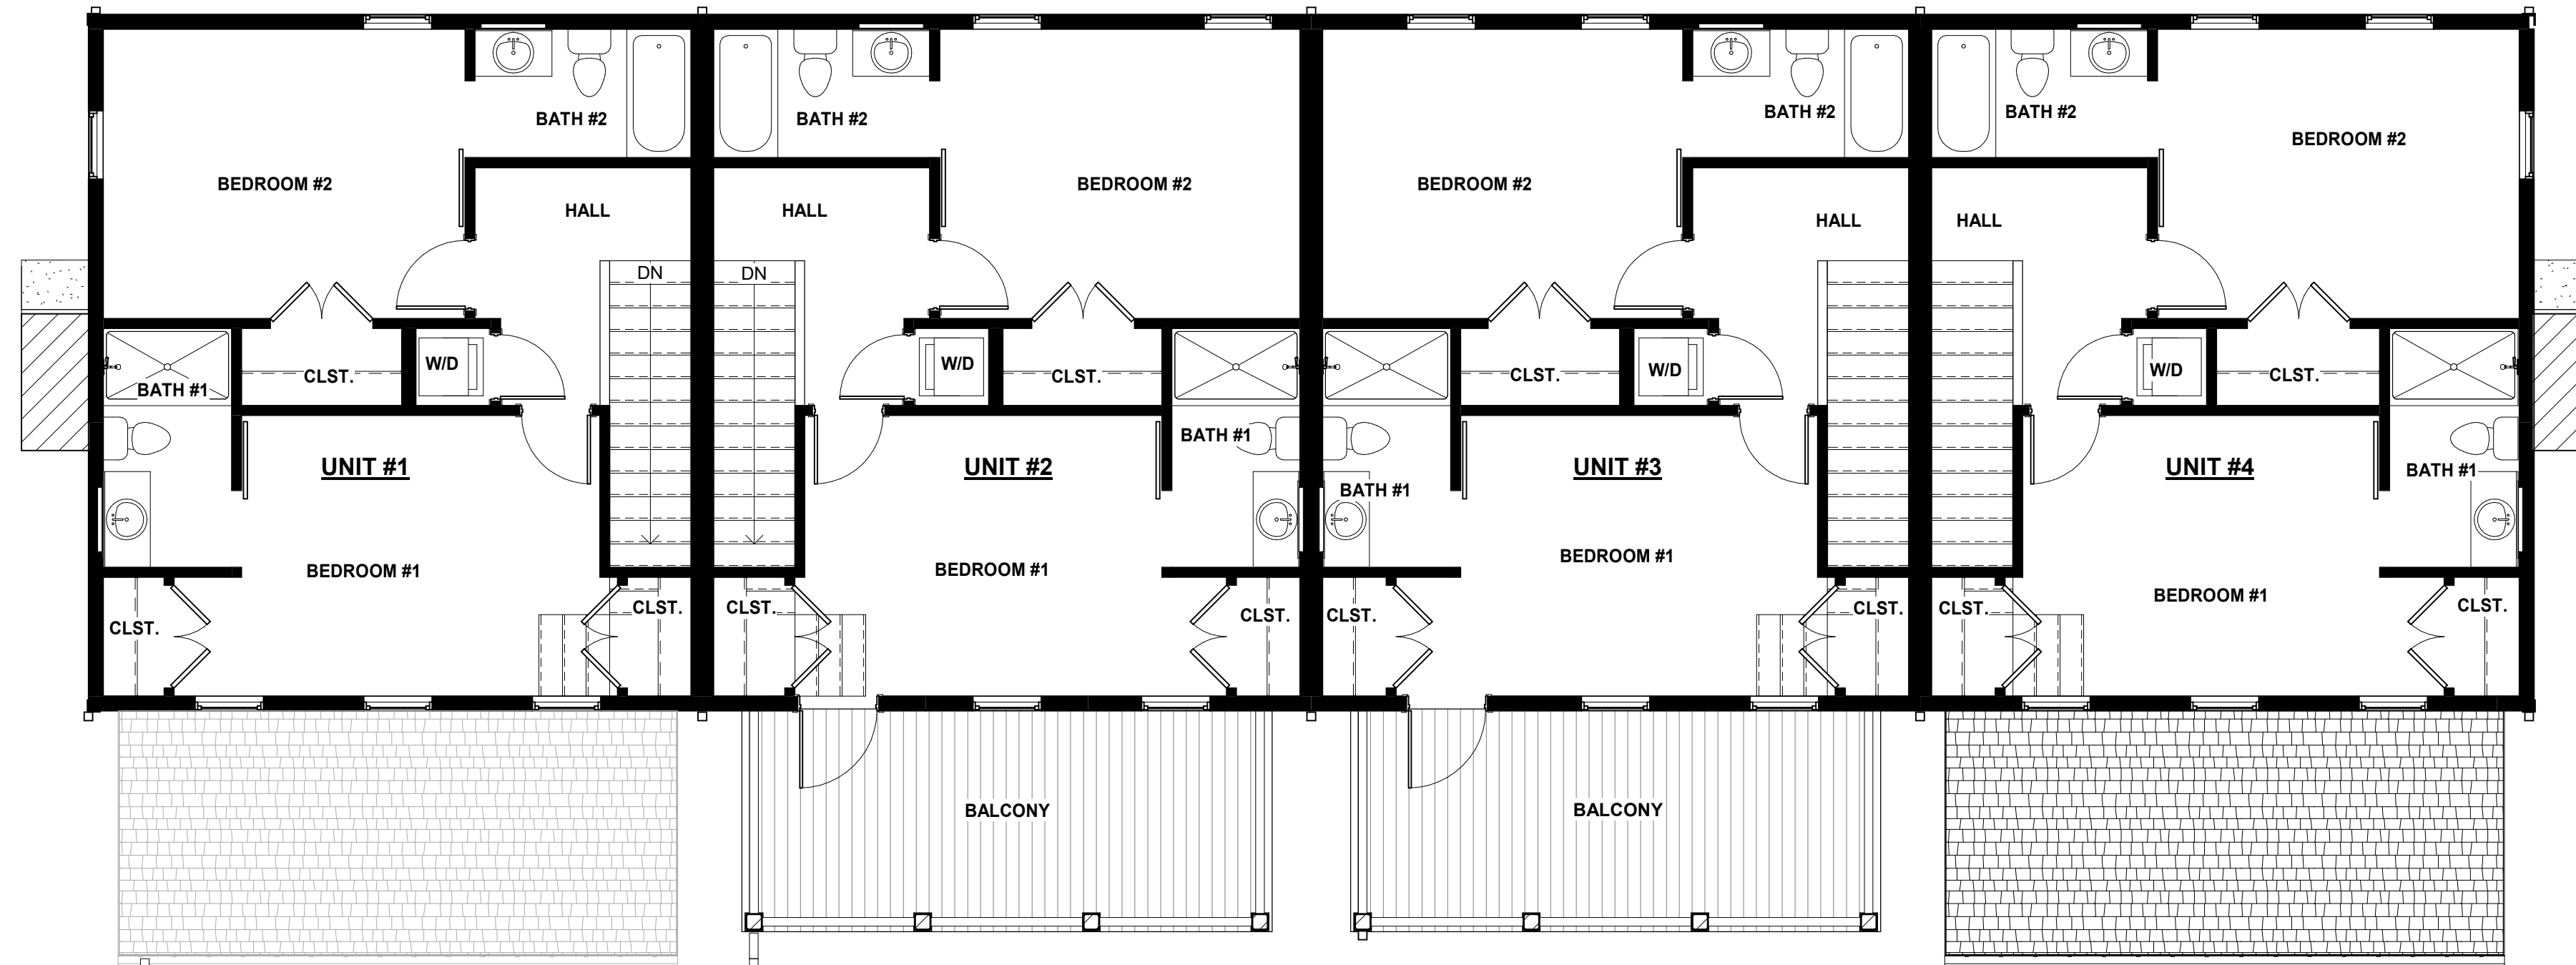 BATH #2
BATH #2
BATH #2
BATH #2
BEDROOM #2
BEDROOM #2
BEDROOM #2
BEDROOM #2
HALL
HALL
HALL
HALL
DN
DN
W/D
CLST.
BATH #1
W/D
CLST.
CLST.
W/D
W/D
CLST.
BATH #1
BATH #1
BATH #1
UNIT #1
UNIT #2
UNIT #3
UNIT #4
BEDROOM #1
BEDROOM #1
BEDROOM #1
BEDROOM #1
CLST.
CLST.
CLST.
CLST.
CLST.
CLST.
CLST.
CLST.
BALCONY
BALCONY